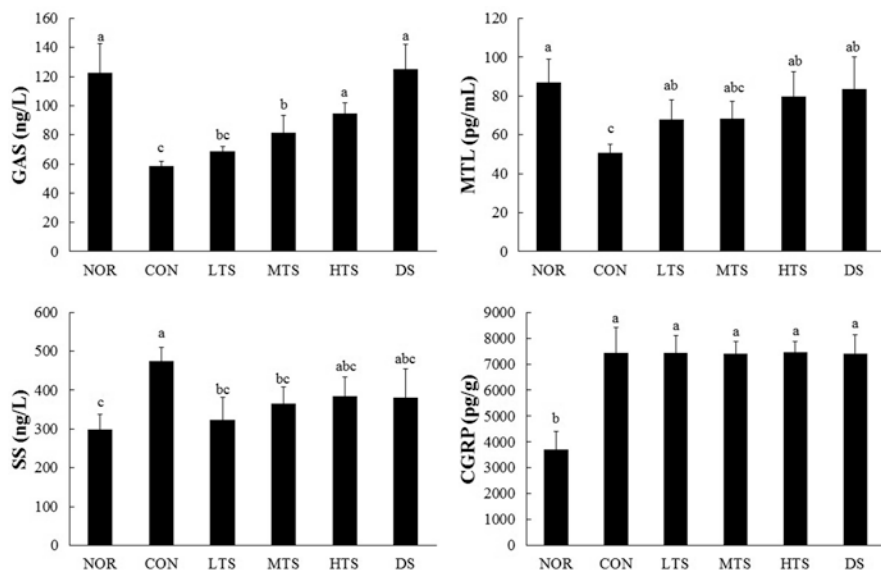 GAS (ng/L)
160
140
120
100
80
60
40
20
0
a
c
bc
b
a
a
NOR CON LTS MTS HTS DS
MTL (pg/mL)
120
100
80
60
40
20
0
a
c
ab
abc
ab
ab
NOR CON LTS MTS HTS DS
SS (ng/L)
600
500
400
300
200
100
0
c
a
bc
bc
abc
abc
NOR CON LTS MTS HTS DS
CGRP (pg/g)
9000
8000
7000
6000
5000
4000
3000
2000
1000
0
b
a
a
a
a
a
NOR CON LTS MTS HTS DS